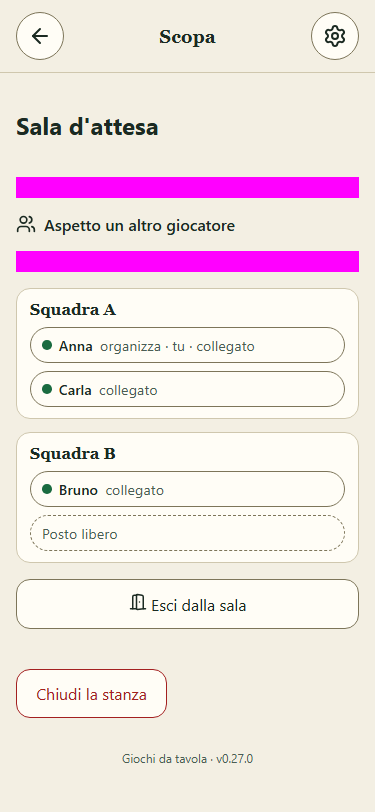 Scopa
Sala d'attesa
Aspetto un altro giocatore
Squadra A
Anna organizza · tu · collegato
Carla collegato
Squadra B
Bruno collegato
Posto libero
Esci dalla sala
Chiudi la stanza
Giochi da tavola · v0.27.0